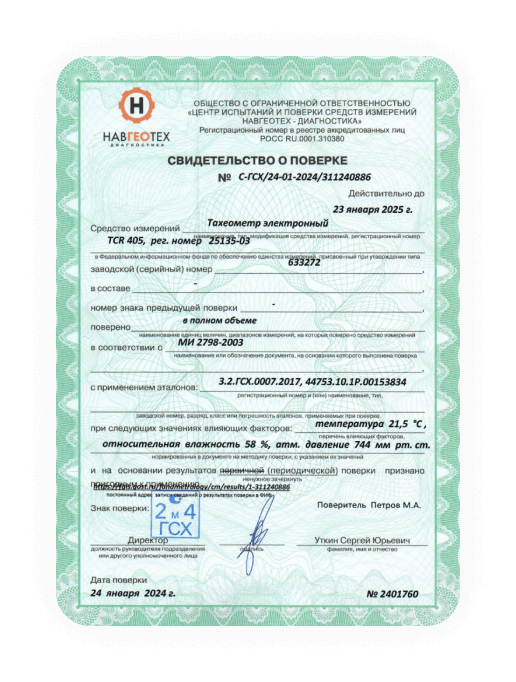 НАВГЕОТЕХ
ДИАГНОСТИКА
ОБЩЕСТВО С ОГРАНИЧЕННОЙ ОТВЕТСТВЕННОСТЬЮ
«ЦЕНТР ИСПЫТАНИЙ И ПОВЕРКИ СРЕДСТВ ИЗМЕРЕНИЙ
НАВГЕОТЕХ - ДИАГНОСТИКА»
Регистрационный номер в реестре аккредитованных лиц
РОСС RU.0001.310380
СВИДЕТЕЛЬСТВО О ПОВЕРКЕ
№ С-ГСХ/24-01-2024/311240886
Действительно до
23 января 2025 г.
Средство измерений Тахеометр электронный
наименование, тип, модификация средства измерений, регистрационный номер
TCR 405, рег. номер 25135-03
в Федеральном информационном фонде по обеспечению единства измерений, присвоенный при утверждении типа
заводской (серийный) номер 633272 ,
в составе - ,
номер знака предыдущей поверки - ,
поверено в полном объеме
наименование единиц величин, диапазонов измерений, на которых поверено средство измерений
в соответствии с МИ 2798-2003
наименование или обозначение документа, на основании которого выполнена поверка
с применением эталонов: 3.2.ГСХ.0007.2017, 44753.10.1Р.00153834
регистрационный номер и (или) наименование, тип,
заводской номер, разряд, класс или погрешность эталонов, применяемых при поверке
при следующих значениях влияющих факторов: температура 21,5 °С ,
перечень влияющих факторов,
относительная влажность 58 %, атм. давление 744 мм рт. ст.
нормированных в документе на методику поверки, с указанием их значений
и на основании результатов первичной (периодической) поверки признано
ненужное зачеркнуть
пригодным к применению
https://fgis.gost.ru/fundmetrology/cm/results/1-311240886
постоянный адрес записи сведений о результатах поверки в ФИФ
Знак поверки:
2 м 4
ГСХ
Поверитель Петров М.А.
Директор
Уткин Сергей Юрьевич
должность руководителя подразделения
или другого уполномоченного лица
подпись
фамилия, имя и отчество
Дата поверки
24 января 2024 г.
№ 2401760